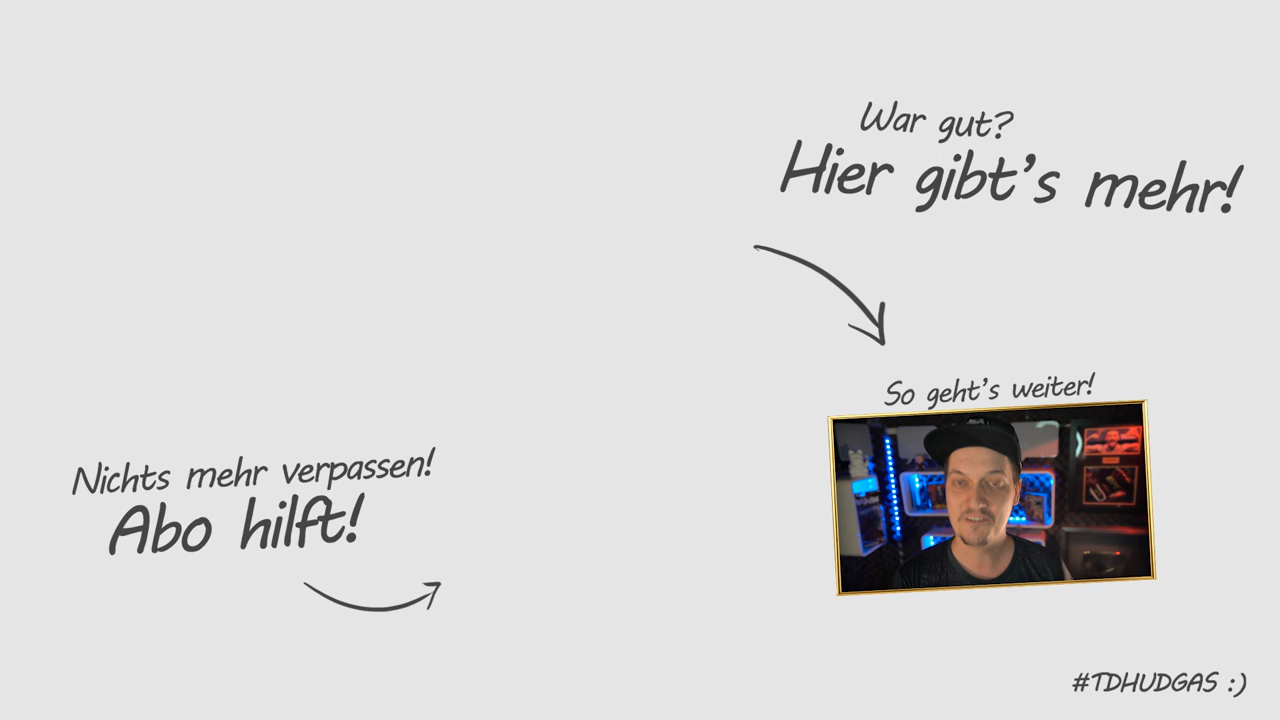 War gut?
Hier gibt's mehr!
So geht's weiter!
Nichts mehr verpassen!
Abo hilft!
#TDHUDGAS :)